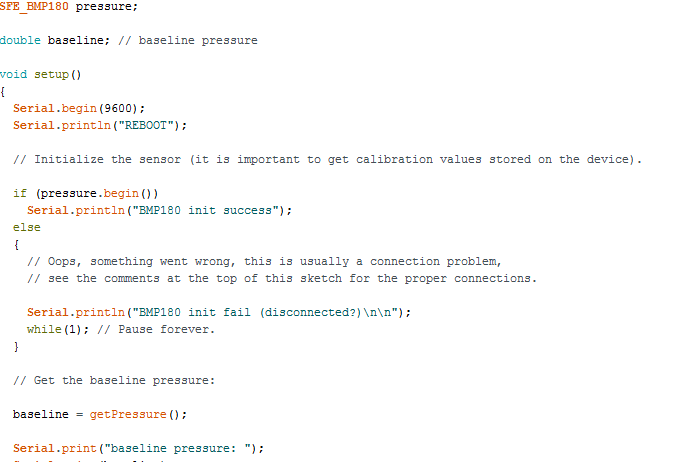 SFE_BMP180 pressure;
double baseline; // baseline pressure
void setup()
{
Serial.begin(9600);
Serial.println("REBOOT");
// Initialize the sensor (it is important to get calibration values stored on the device).
if (pressure.begin())
Serial.println("BMP180 init success");
else
{
// Oops, something went wrong, this is usually a connection problem,
// see the comments at the top of this sketch for the proper connections.
Serial.println("BMP180 init fail (disconnected?)\n\n");
while(1); // Pause forever.
}
// Get the baseline pressure:
baseline = getPressure();
Serial.print("baseline pressure: ");